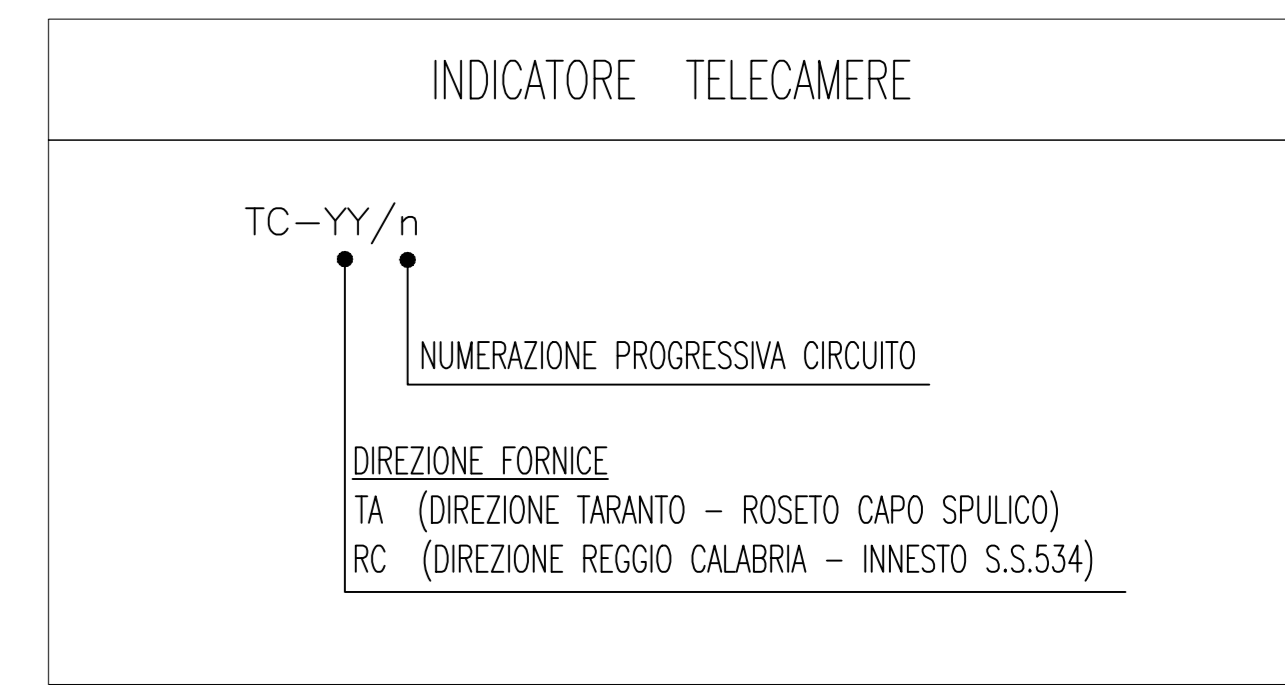 INDICATORE TELECAMERE
TC-YY/n
NUMERAZIONE PROGRESSIVA CIRCUITO
DIREZIONE FORNICE
TA (DIREZIONE TARANTO - ROSETO CAPO SPULICO)
RC (DIREZIONE REGGIO CALABRIA - INNESTO S.S.534)